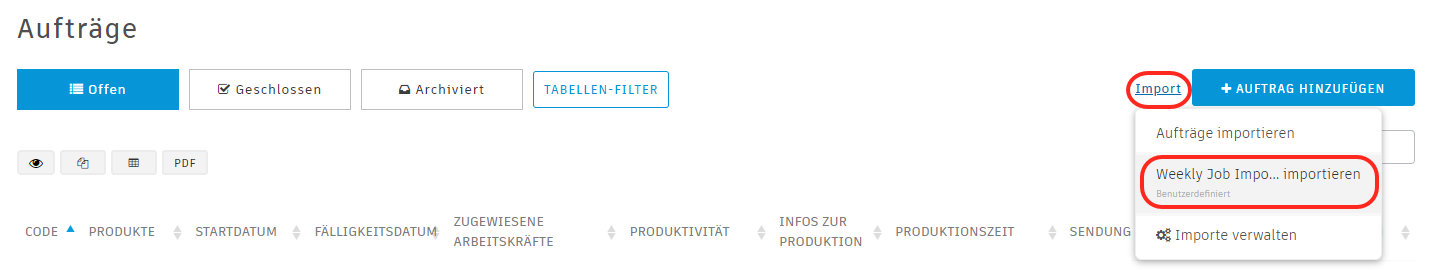 Aufträge
Offen
Geschlossen
Archiviert
TABELLEN-FILTER
Import
AUFTRAG HINZUFÜGEN
Aufträge importieren
Weekly Job Impo... importieren
Benutzerdefiniert
Importe verwalten
PDF
CODE
PRODUKTE
STARTDATUM
FÄLLIGKEITSDATUM
ZUGEWIESENE
ARBEITSKRÄFTE
PRODUKTIVITÄT
INFOS ZUR
PRODUKTION
PRODUKTIONSZEIT
SENDUNG